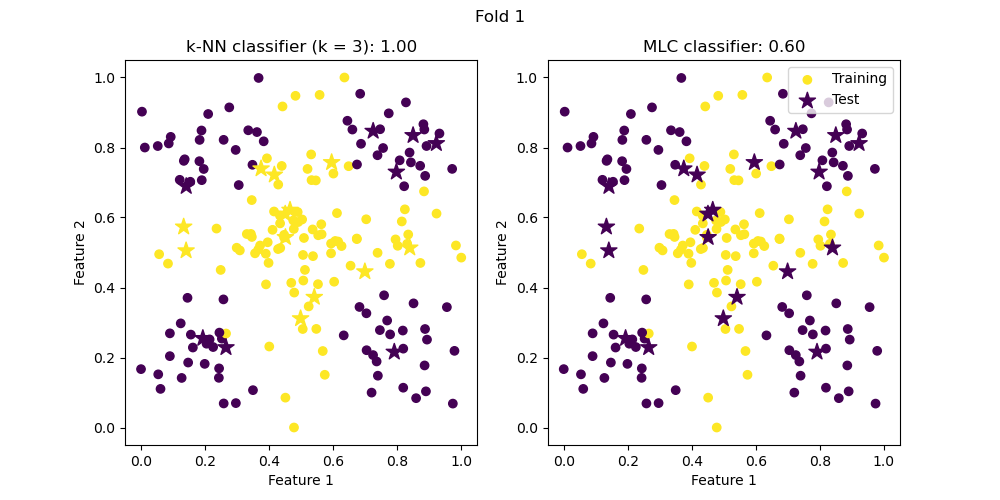 Fold 1
k-NN classifier (k = 3): 1.00
1.0
0.8
0.6
0.4
0.2
0.0
Feature 2
0.0 0.2 0.4 0.6 0.8 1.0
Feature 1
MLC classifier: 0.60
Training
Test
1.0
0.8
0.6
0.4
0.2
0.0
Feature 2
0.0 0.2 0.4 0.6 0.8 1.0
Feature 1